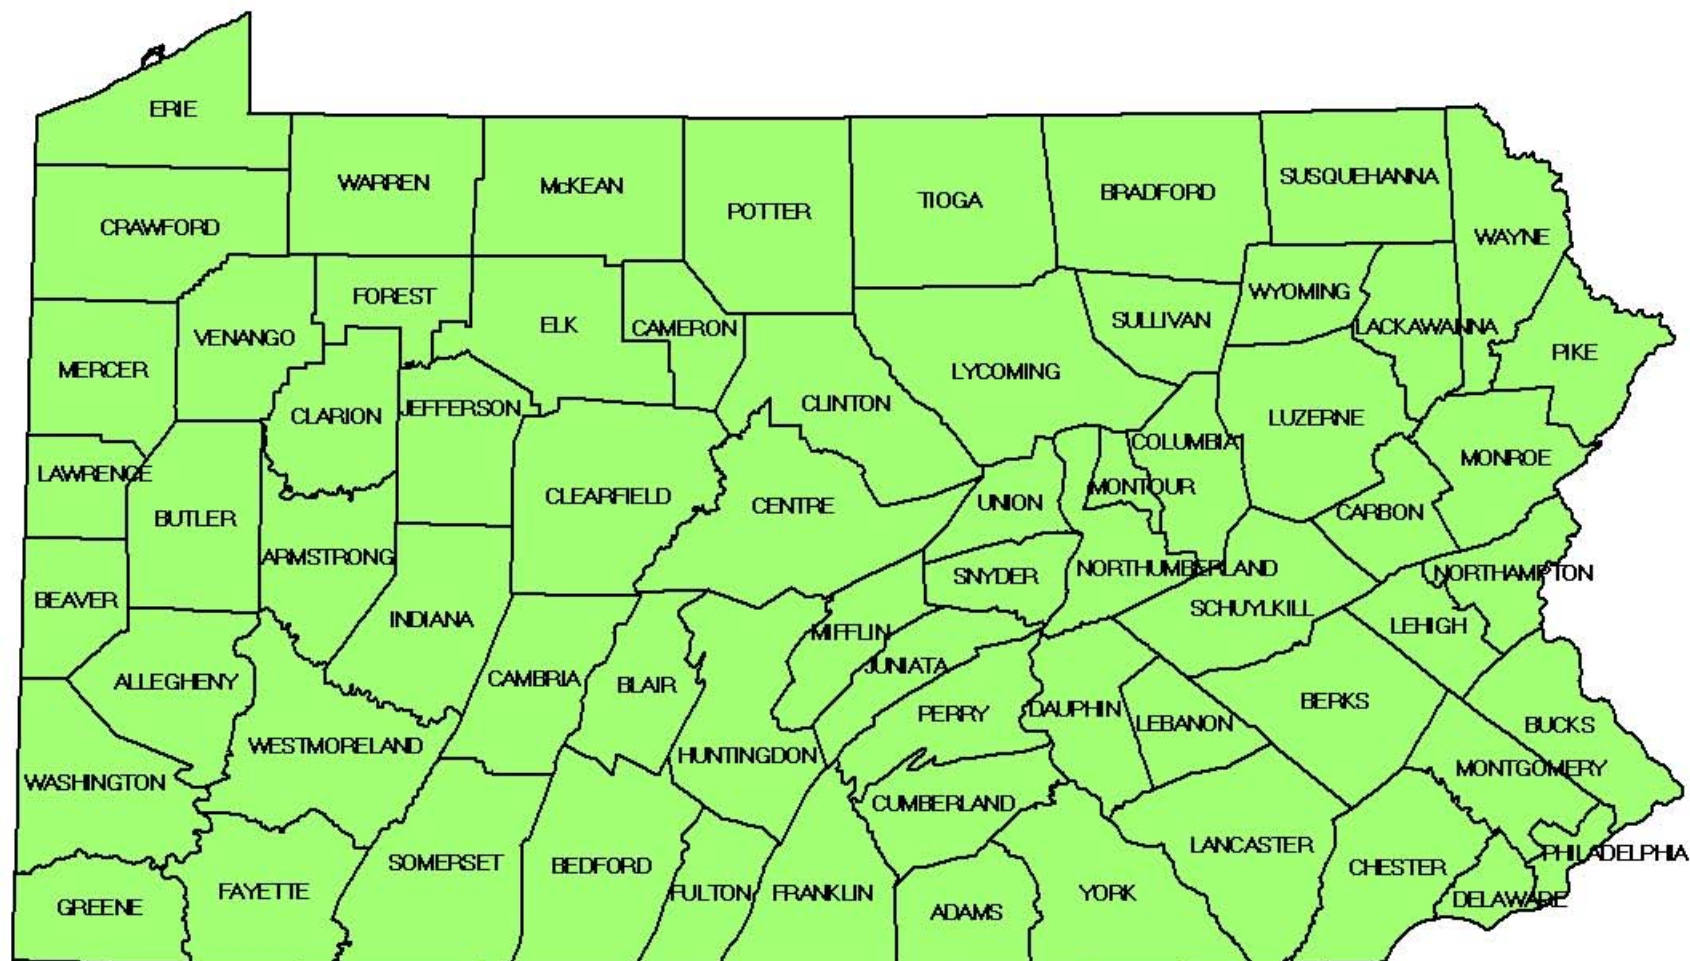 ERIE
WARREN
McKEAN
SUSQUEHANNA
BRADFORD
TIOGA
POTTER
CRAWFORD
WAYNE
WYOMING
FOREST
SULLIVAN
ELK
CAMERON
LACKAWANNA
VENANGO
PIKE
MERCER
LYCOMING
CLINTON
JEFFERSON
CLARION
LUZERNE
COLUMBIA
MONROE
LAWRENCE
MONTOUR
CLEARFIELD
UNION
CENTRE
CARBON
BUTLER
ARMSTRONG
NORTHUMBERLAND
NORTHAMPTON
SNYDER
BEAVER
SCHUYLKILL
INDIANA
LEHIGH
MIFFLIN
JUNIATA
CAMBRIA
ALLEGHENY
BLAIR
BERKS
DAUPHIN
PERRY
LEBANON
BUCKS
WESTMORELAND
HUNTINGDON
MONTGOMERY
WASHINGTON
CUMBERLAND
LANCASTER
PHILADELPHIA
SOMERSET
BEDFORD
CHESTER
FAYETTE
FULTON
FRANKLIN
YORK
DELAWARE
GREENE
ADAMS